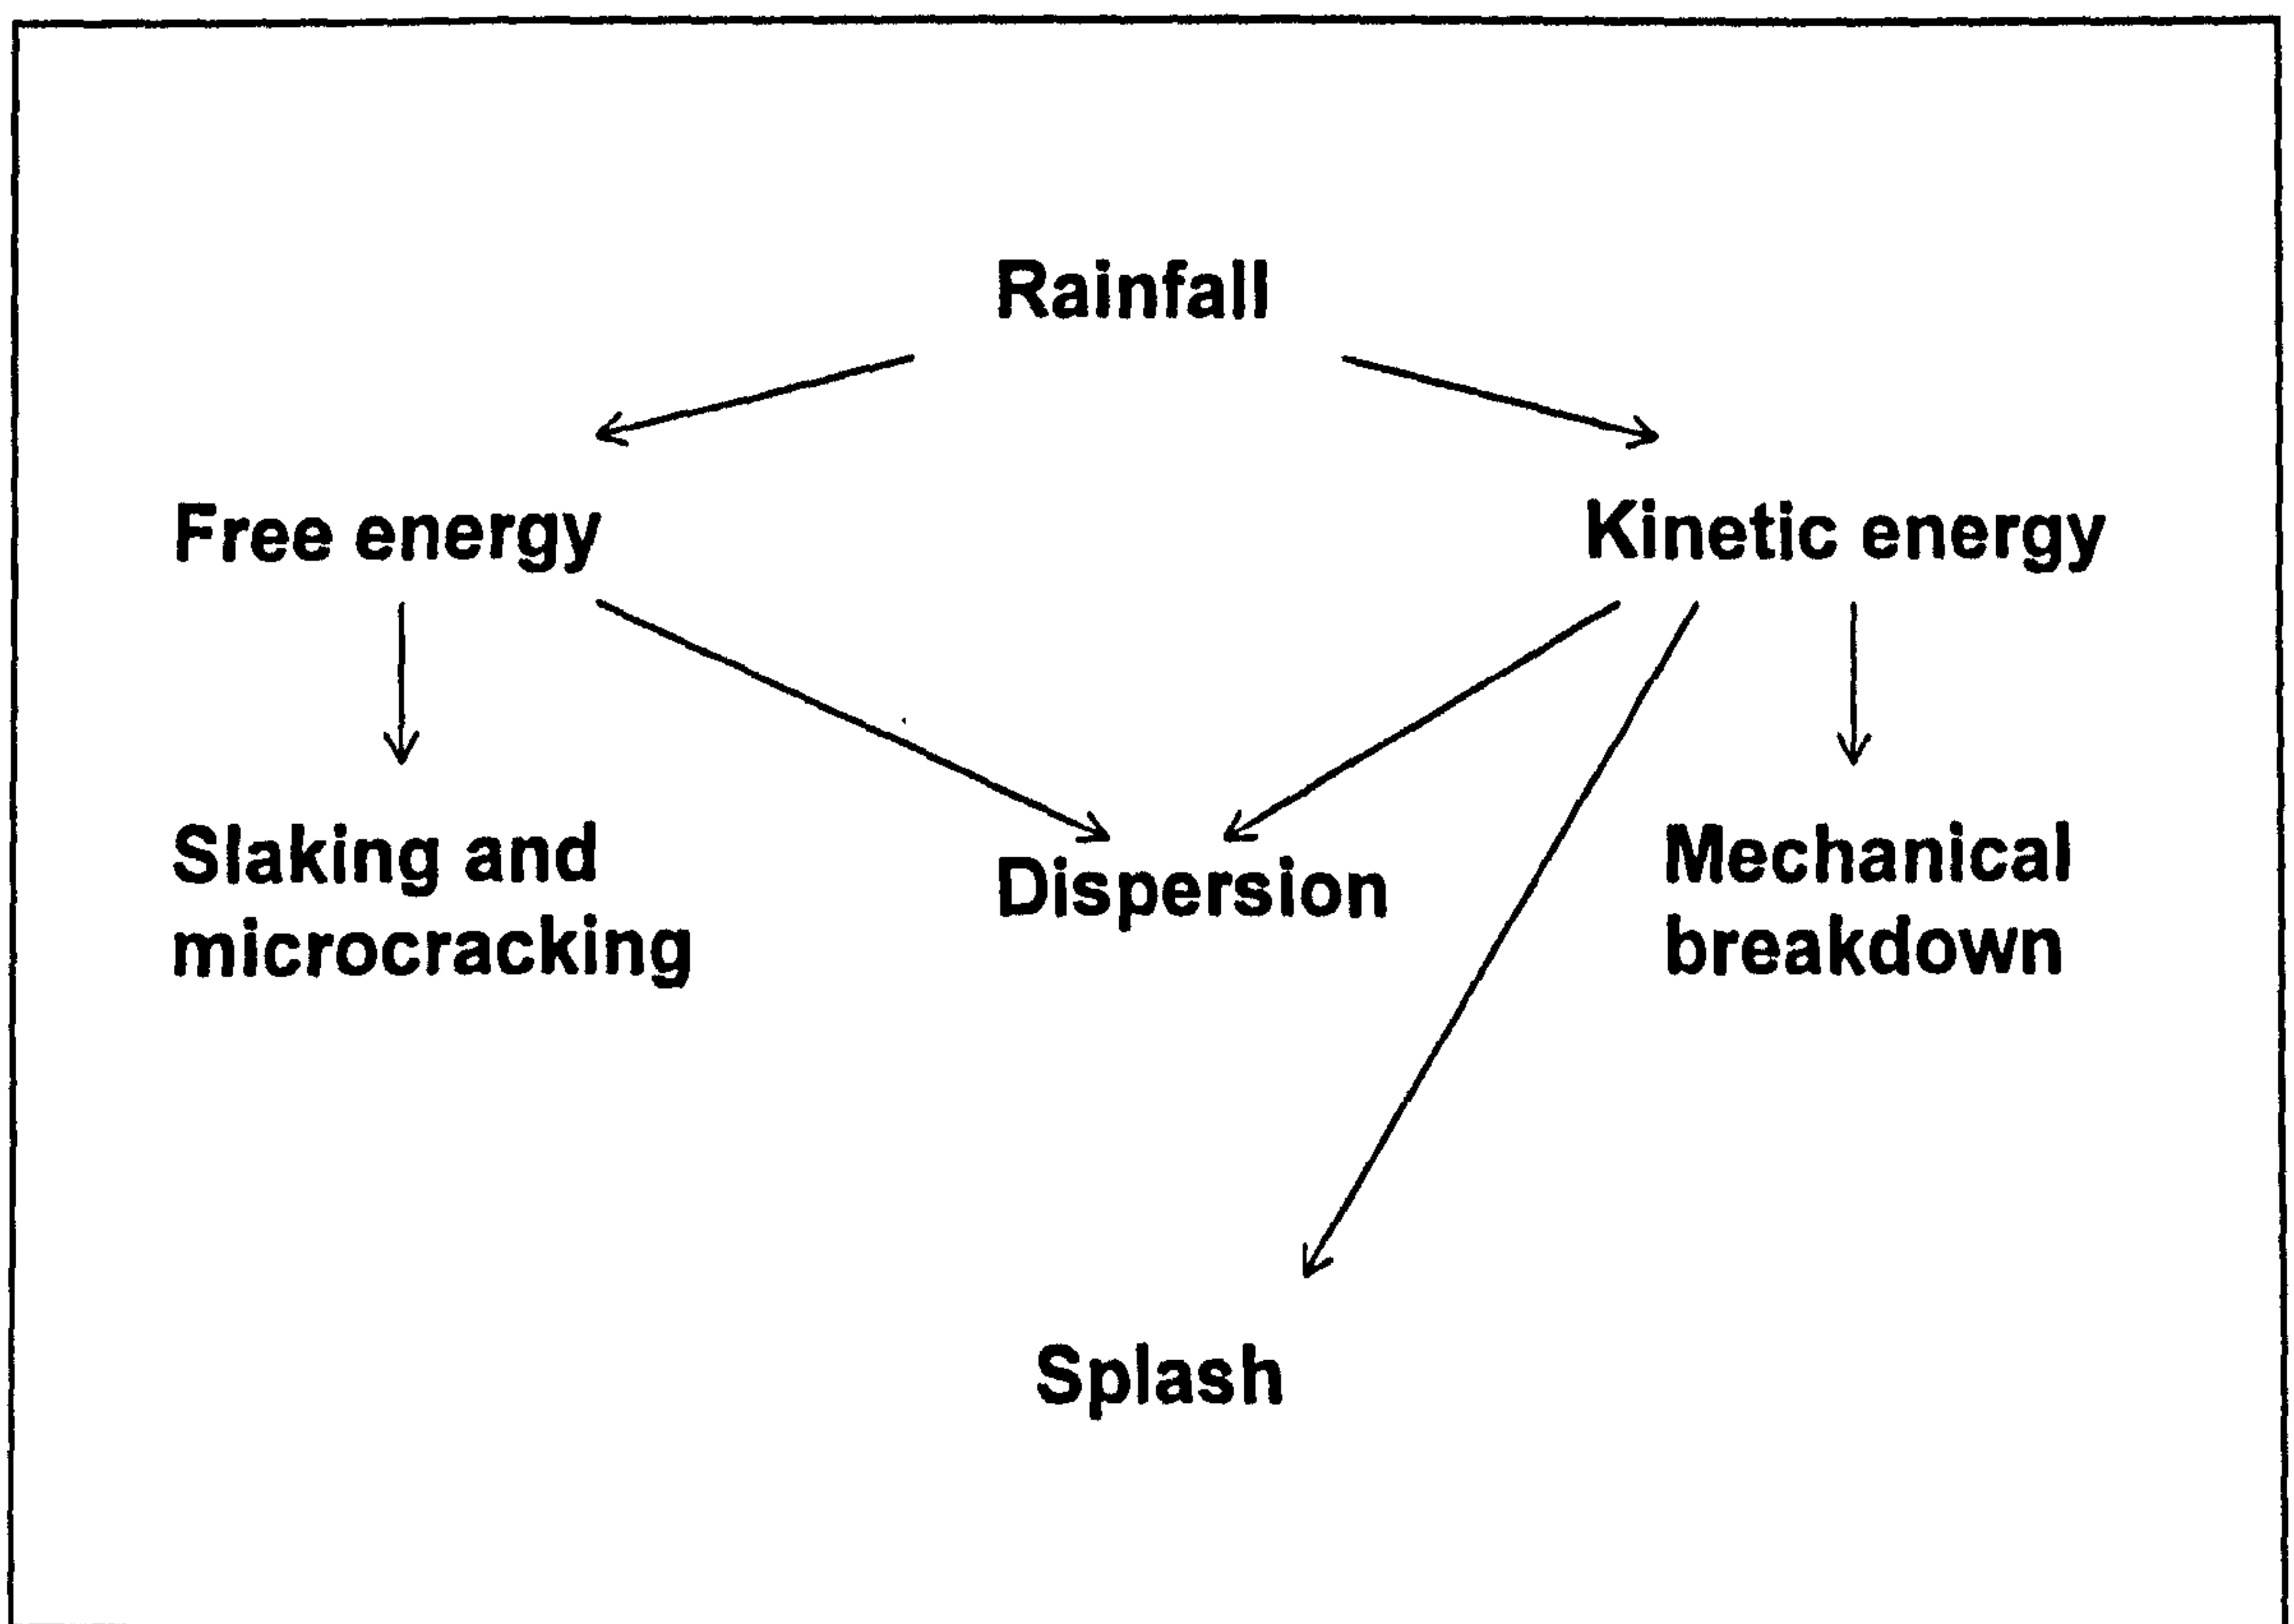 Rainfall
Free energy
Kinetic energy
Slaking and
microcracking
Dispersion
Mechanical
breakdown
Splash